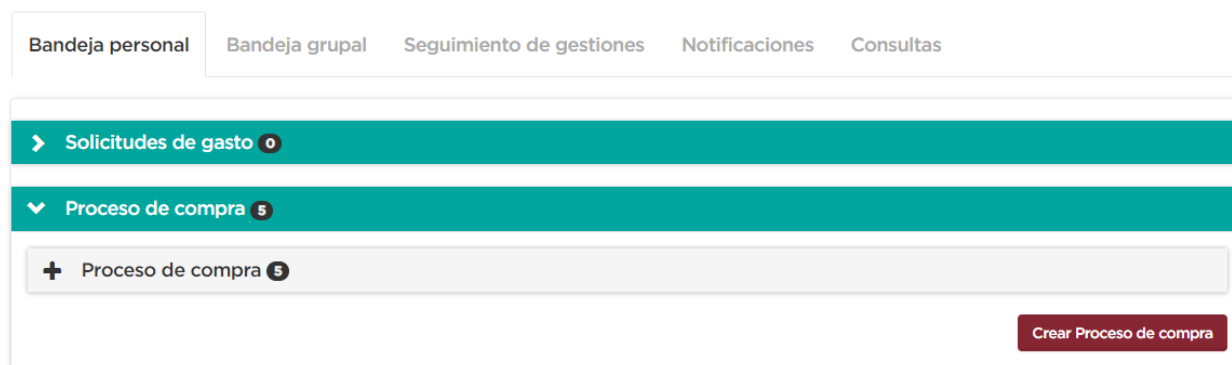 Bandeja personal Bandeja grupal Seguimiento de gestiones Notificaciones Consultas
Solicitudes de gasto 0
Proceso de compra 5
Proceso de compra 5
Crear Proceso de compra